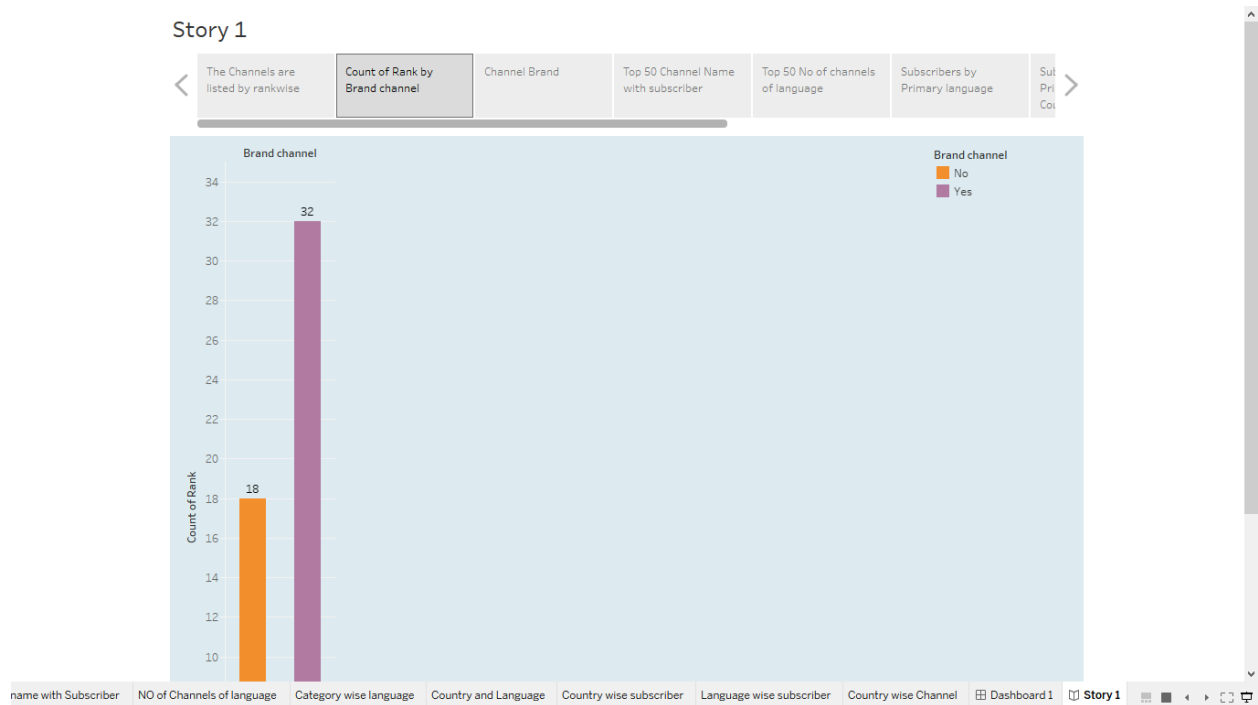 Story 1
The Channels are
listed by rankwise
Count of Rank by
Brand channel
Channel Brand
Top 50 Channel Name
with subscriber
Top 50 No of channels
of language
Subscribers by
Primary language
Brand channel
34
32
30
28
26
24
22
20
18
16
14
12
10
Count of Rank
32
18
Brand channel
No
Yes
name with Subscriber
NO of Channels of language
Category wise language
Country and Language
Country wise subscriber
Language wise subscriber
Country wise Channel
Dashboard 1
Story 1